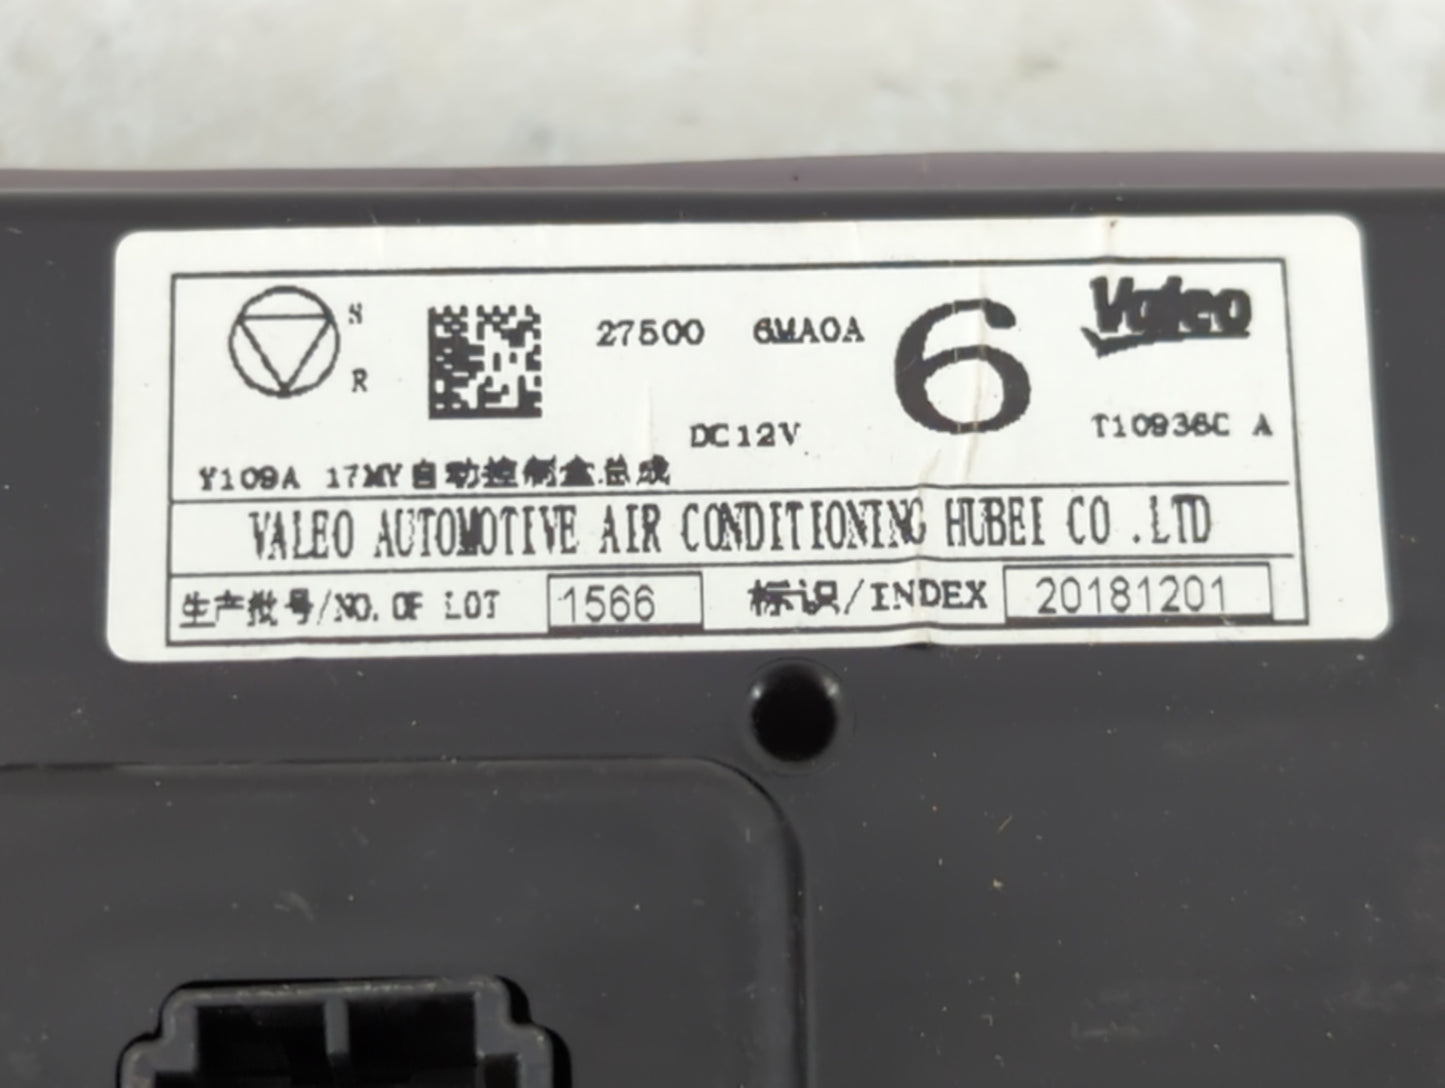 S
R
27500 6MA0A
6
Valeo
DC12V
T10936C A
Y109A 17MY自动控制盒总成
VALEO AUTOMOTIVE AIR CONDITIONING HUBEI CO .LTD
生产批号/NO. OF LOT 1566 标识/INDEX 20181201